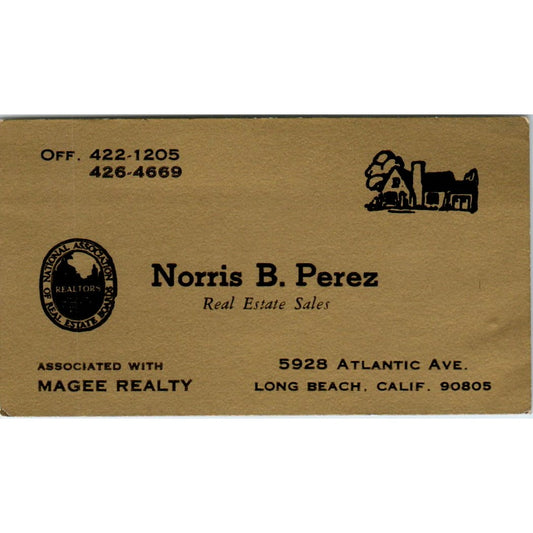 OFF. 422-1205
426-4669
NATIONAL ASSOCIATION
OF REAL ESTATE BOARDS
REALTORS
Norris B. Perez
Real Estate Sales
ASSOCIATED WITH
MAGEE REALTY
5928 ATLANTIC AVE.
LONG BEACH, CALIF. 90805